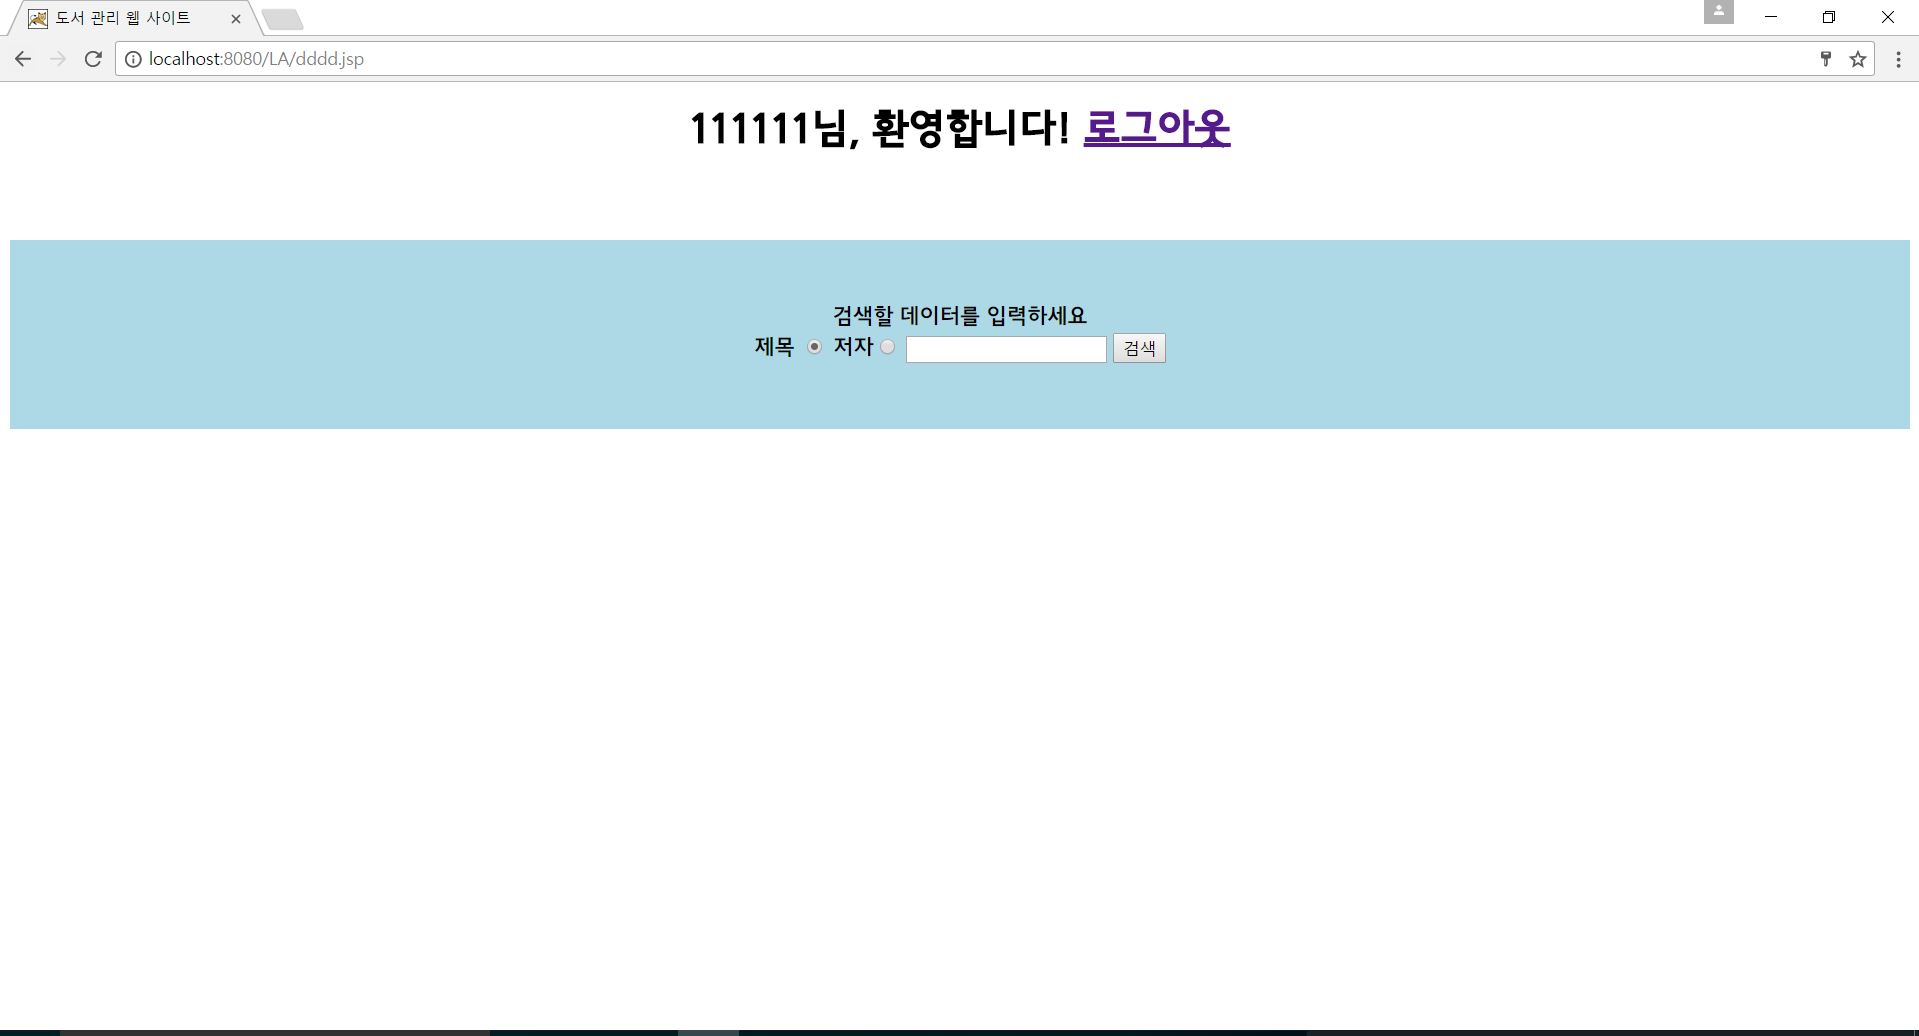 도서 관리 웹 사이트
localhost:8080/LA/dddd.jsp
111111님, 환영합니다! 로그아웃
검색할 데이터를 입력하세요
제목 저자 검색